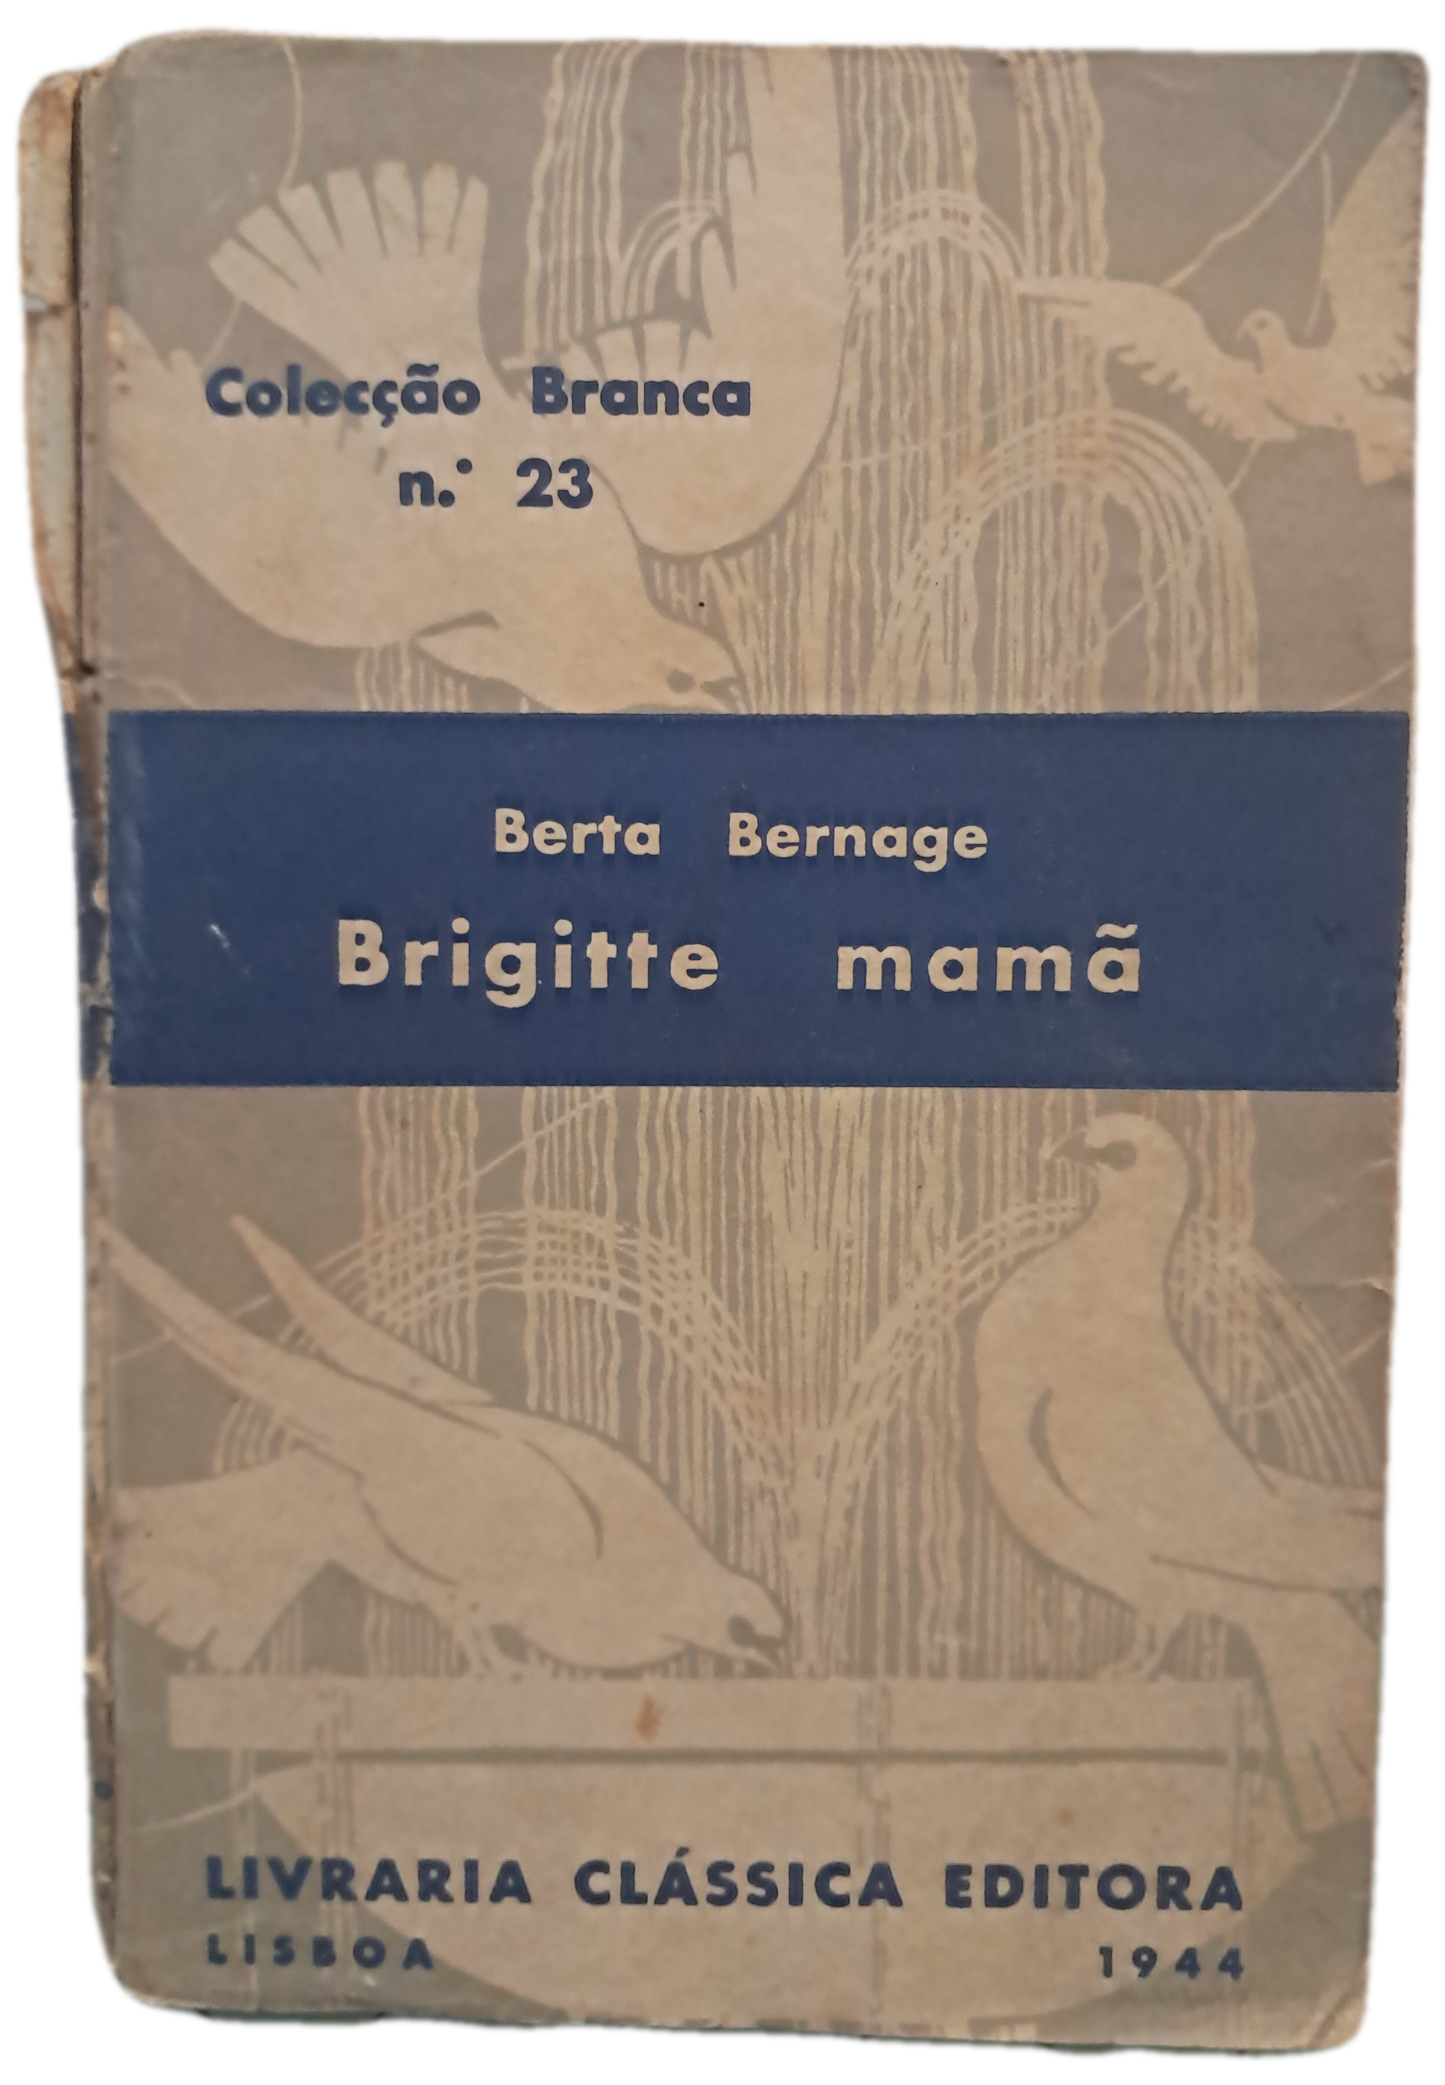 Colecção Branca
n.º 23
Berta Bernage
Brigitte mamã
LIVRARIA CLÁSSICA EDITORA
LISBOA 1944